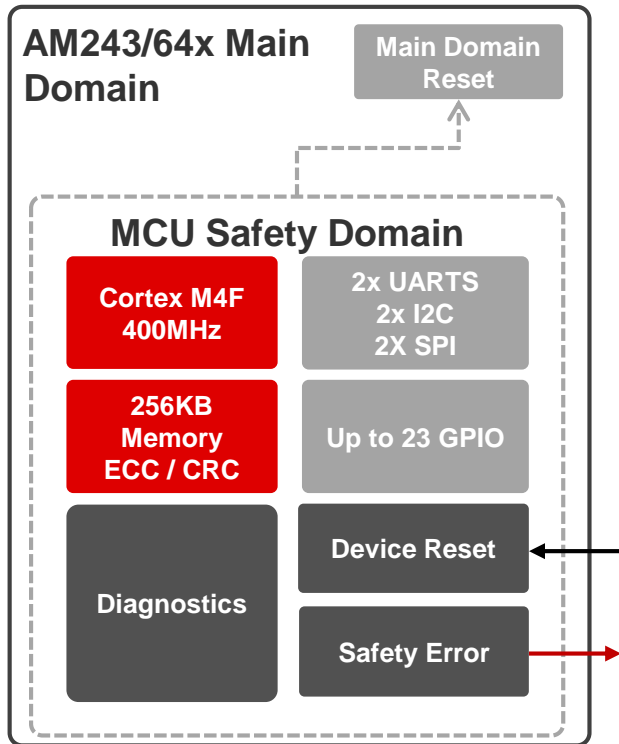 AM243/64x Main
Domain
Main Domain
Reset
MCU Safety Domain
Cortex M4F
400MHz
2x UARTS
2x I2C
2X SPI
256KB
Memory
ECC / CRC
Up to 23 GPIO
Diagnostics
Device Reset
Safety Error